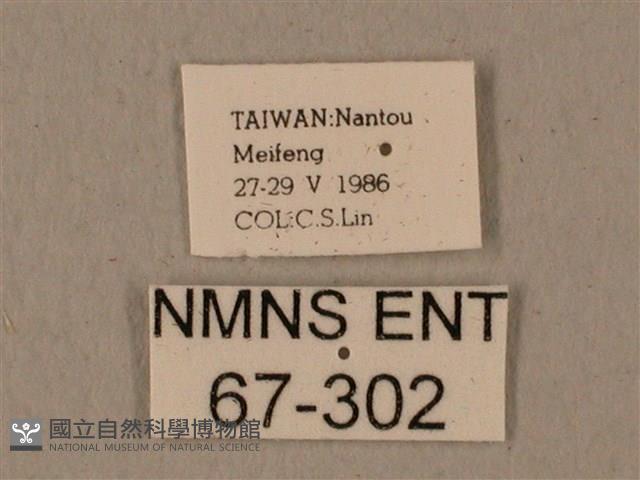 TAIWAN:Nantou
Meifeng
27-29 V 1986
COL:C.S.Lin
NMNS ENT
67-302
國立自然科學博物館
NATIONAL MUSEUM OF NATURAL SCIENCE